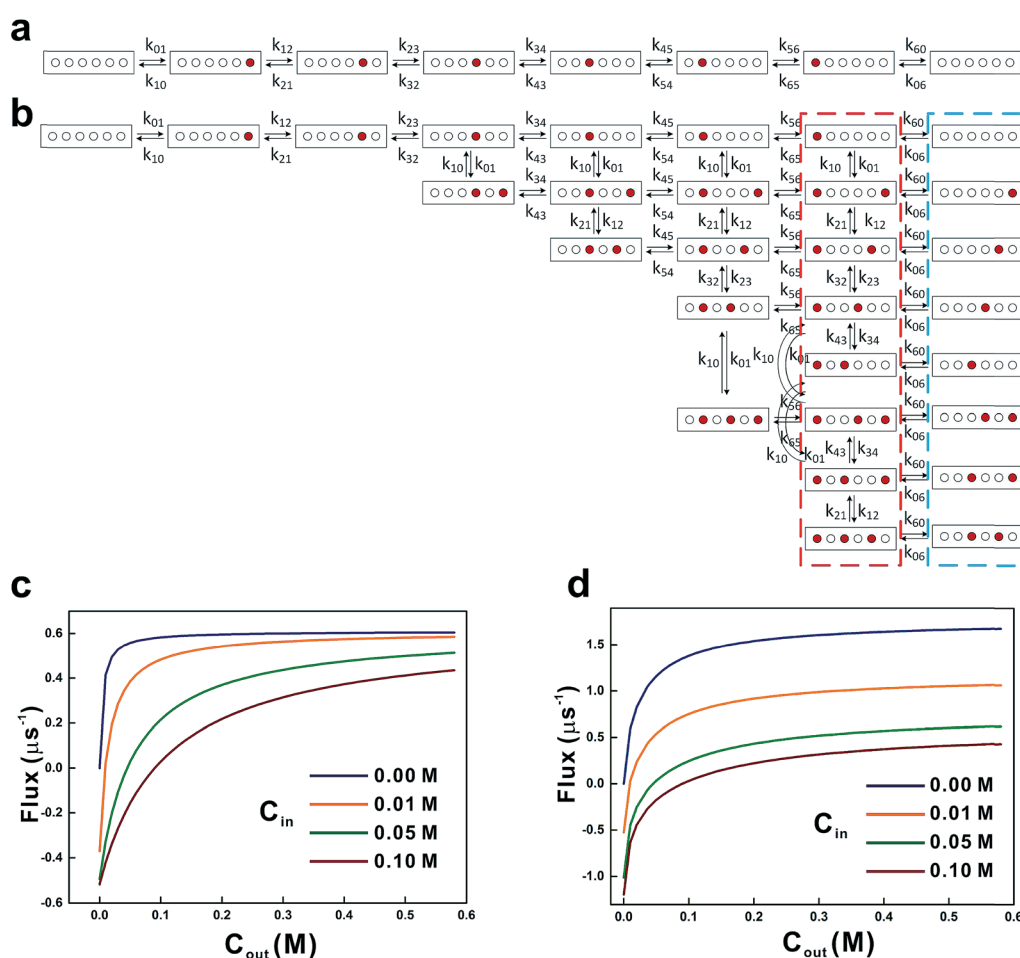 a
k01 k12 k23 k34 k45 k56 k60
k10 k21 k32 k43 k54 k65 k06
b
k01 k12 k23 k34 k45 k56 k60
k10 k21 k32 k43 k54 k65 k06
k10 k01 k10 k01 k10 k01 k10 k01
k34 k45 k56 k60
k43 k54 k65 k06
k21 k12 k21 k12 k21 k12
k45 k56 k60
k54 k65 k06
k32 k23 k32 k23
k56 k60
k65 k06
k43 k34
k10 k01 k10 k01
k60
k06
k56 k60
k65 k06
k10 k01 k43 k34
k60
k06
k21 k12
k60
k06
c
Flux (μs-1)
0.6
0.4
0.2
0.0
-0.2
-0.4
-0.6
Cin
0.00 M
0.01 M
0.05 M
0.10 M
0.0 0.1 0.2 0.3 0.4 0.5 0.6
Cout (M)
d
Flux (μs-1)
1.5
1.0
0.5
0.0
-0.5
-1.0
Cin
0.00 M
0.01 M
0.05 M
0.10 M
0.0 0.1 0.2 0.3 0.4 0.5 0.6
Cout (M)